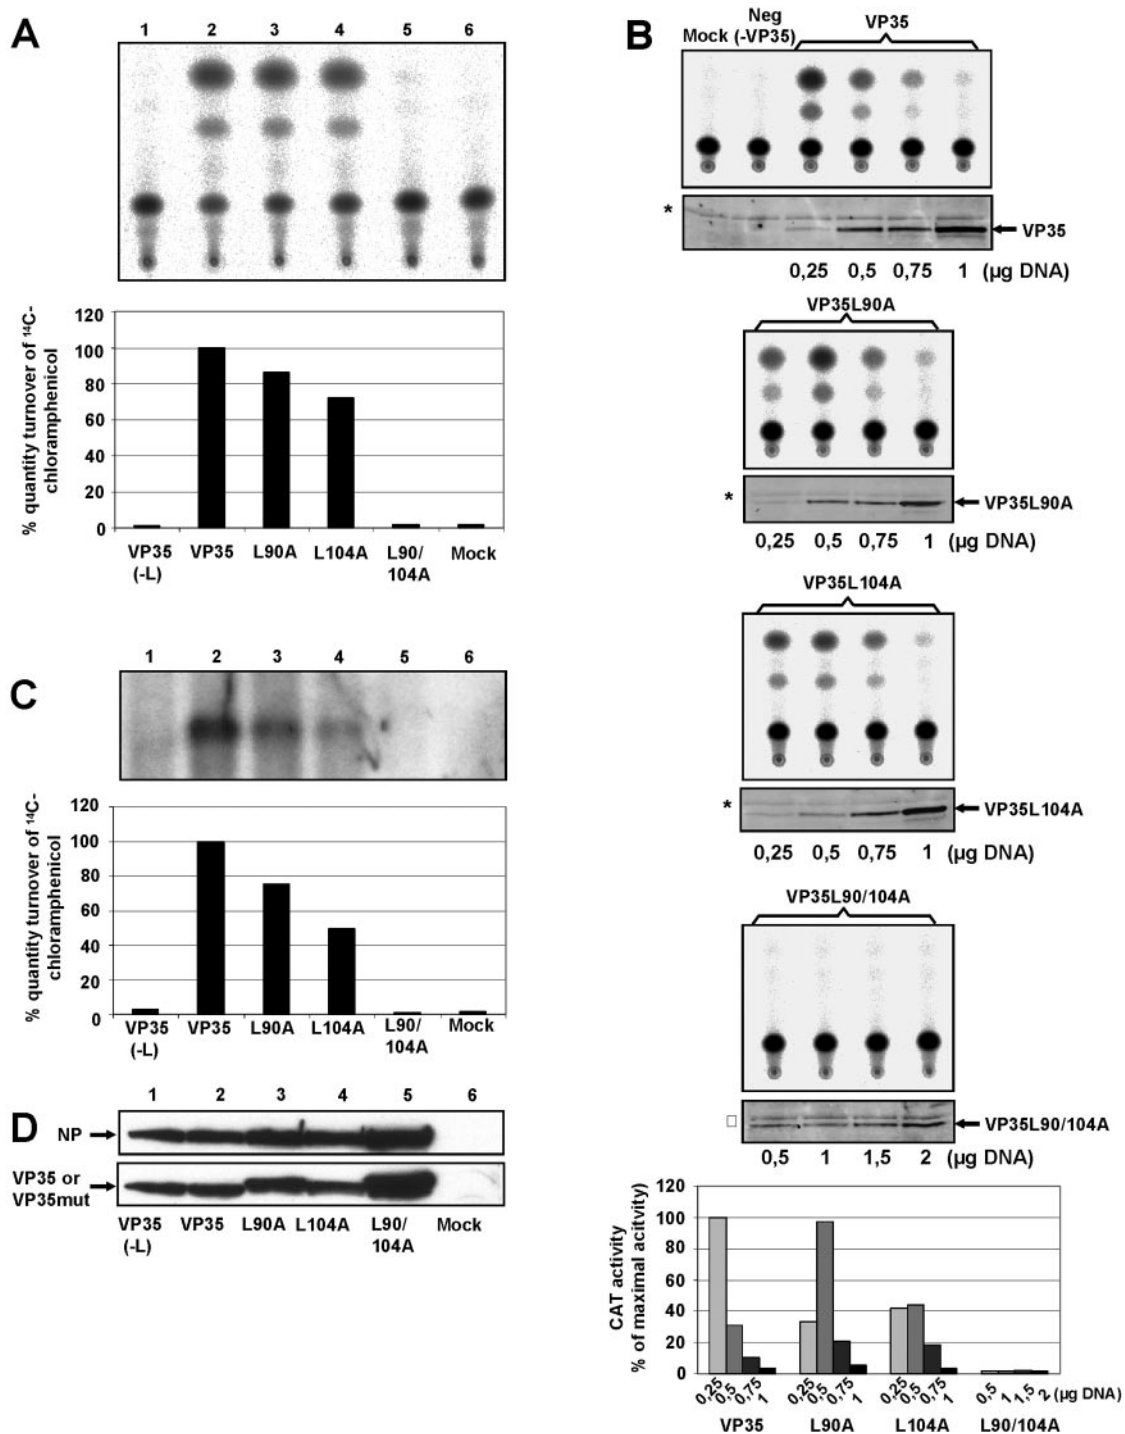 A
1 2 3 4 5 6
120
100
80
60
40
20
0
% quantity turnover of ¹⁴C-
chloramphenicol
VP35 VP35 L90A L104A L90/ Mock
(-L) 104A
C
1 2 3 4 5 6
120
100
80
60
40
20
0
% quantity turnover of ¹⁴C-
chloramphenicol
VP35 VP35 L90A L104A L90/ Mock
(-L) 104A
D
1 2 3 4 5 6
NP
VP35 or
VP35mut
VP35 VP35 L90A L104A L90/ Mock
(-L) 104A
B
Neg
Mock (-VP35) VP35
*
VP35
0,25 0,5 0,75 1 (µg DNA)
VP35L90A
*
VP35L90A
0,25 0,5 0,75 1 (µg DNA)
VP35L104A
*
VP35L104A
0,25 0,5 0,75 1 (µg DNA)
VP35L90/104A
VP35L90/104A
0,5 1 1,5 2 (µg DNA)
120
100
80
60
40
20
0
CAT activity
% of maximal acitvity)
0,25 0,5 0,75 1 0,25 0,5 0,75 1 0,25 0,5 0,75 1 0,5 1 1,5 2 (µg DNA)
VP35 L90A L104A L90/104A